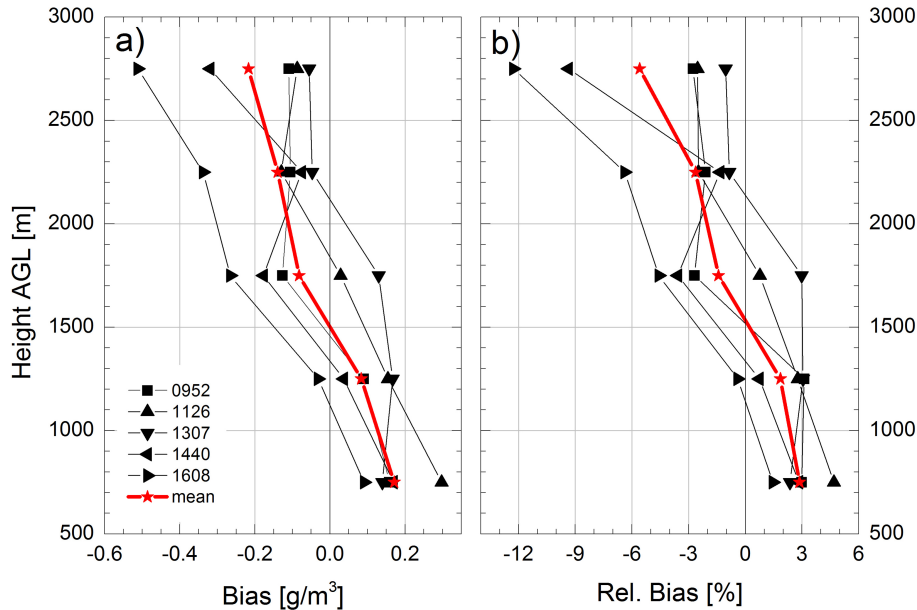 a)
b)
3000
2500
2000
1500
1000
500
3000
2500
2000
1500
1000
500
Height AGL [m]
0952
1126
1307
1440
1608
mean
-0.6 -0.4 -0.2 0.0 0.2
-12 -9 -6 -3 0 3 6
Bias [g/m³]
Rel. Bias [%]